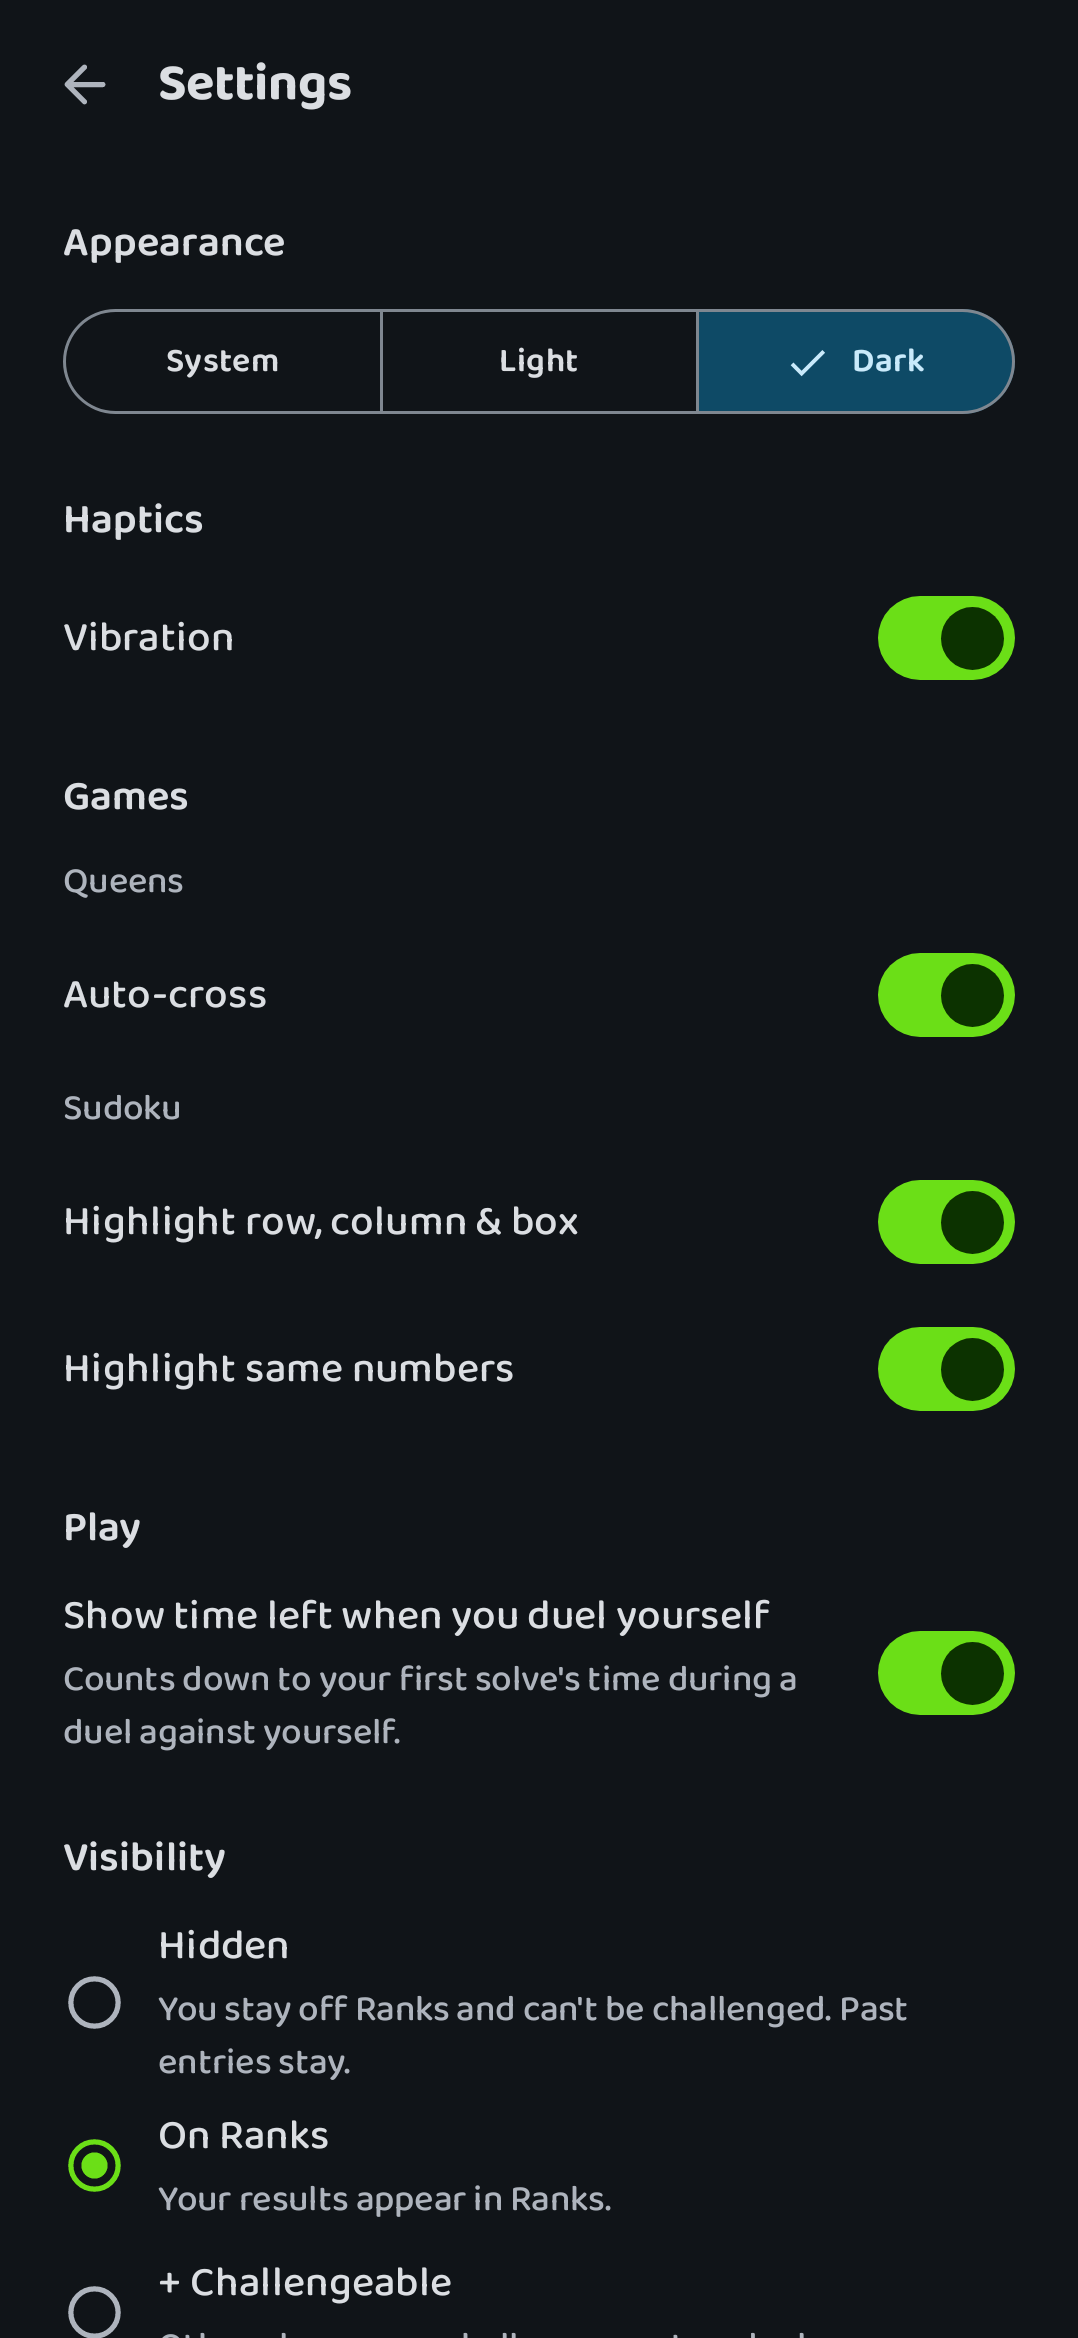 Settings
Appearance
System
Light
Dark
Haptics
Vibration
Games
Queens
Auto-cross
Sudoku
Highlight row, column & box
Highlight same numbers
Play
Show time left when you duel yourself
Counts down to your first solve's time during a
duel against yourself.
Visibility
Hidden
You stay off Ranks and can't be challenged. Past
entries stay.
On Ranks
Your results appear in Ranks.
+ Challengeable